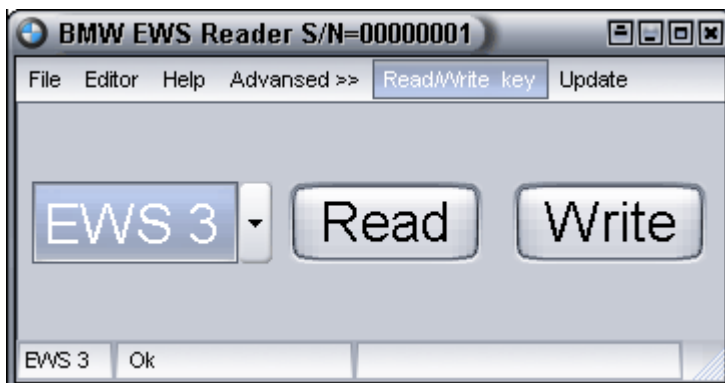 BMW EWS Reader S/N=00000001
File Editor Help Advansed >> Read/Write key Update
EWS 3 Read Write
EWS 3 Ok